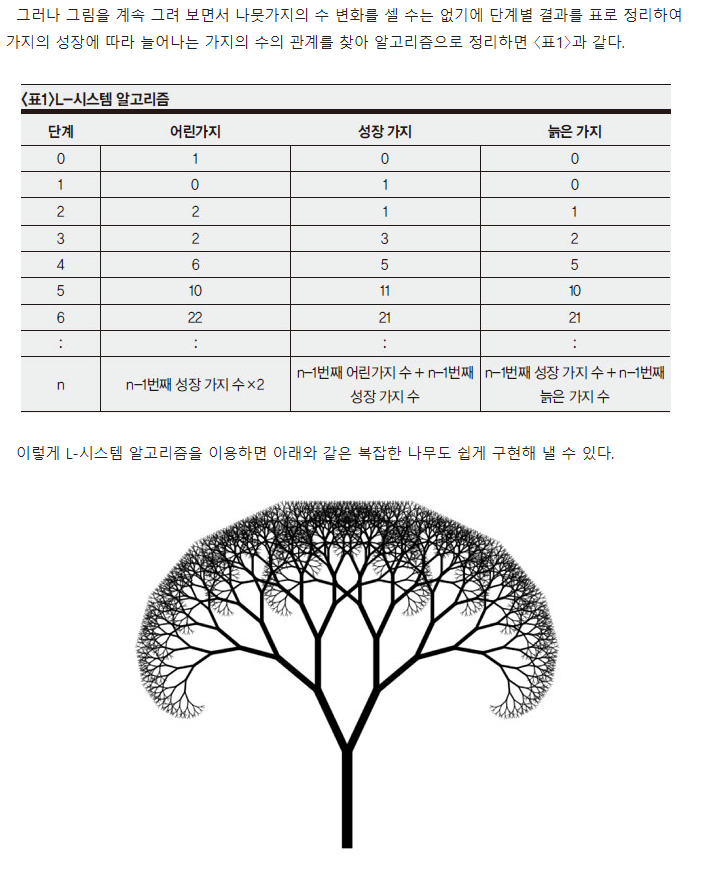 그러나 그림을 계속 그려 보면서 나뭇가지의 수 변화를 셀 수는 없기에 단계별 결과를 표로 정리하여
가지의 성장에 따라 늘어나는 가지의 수의 관계를 찾아 알고리즘으로 정리하면 〈표1〉과 같다.
〈표1〉L-시스템 알고리즘
단계 어린가지 성장 가지 늙은 가지
0 1 0 0
1 0 1 0
2 2 1 1
3 2 3 2
4 6 5 5
5 10 11 10
6 22 21 21
: : : :
n n-1번째 성장 가지 수×2 n-1번째 어린가지 수 + n-1번째 성장 가지 수 n-1번째 성장 가지 수 + n-1번째 늙은 가지 수
이렇게 L-시스템 알고리즘을 이용하면 아래와 같은 복잡한 나무도 쉽게 구현해 낼 수 있다.